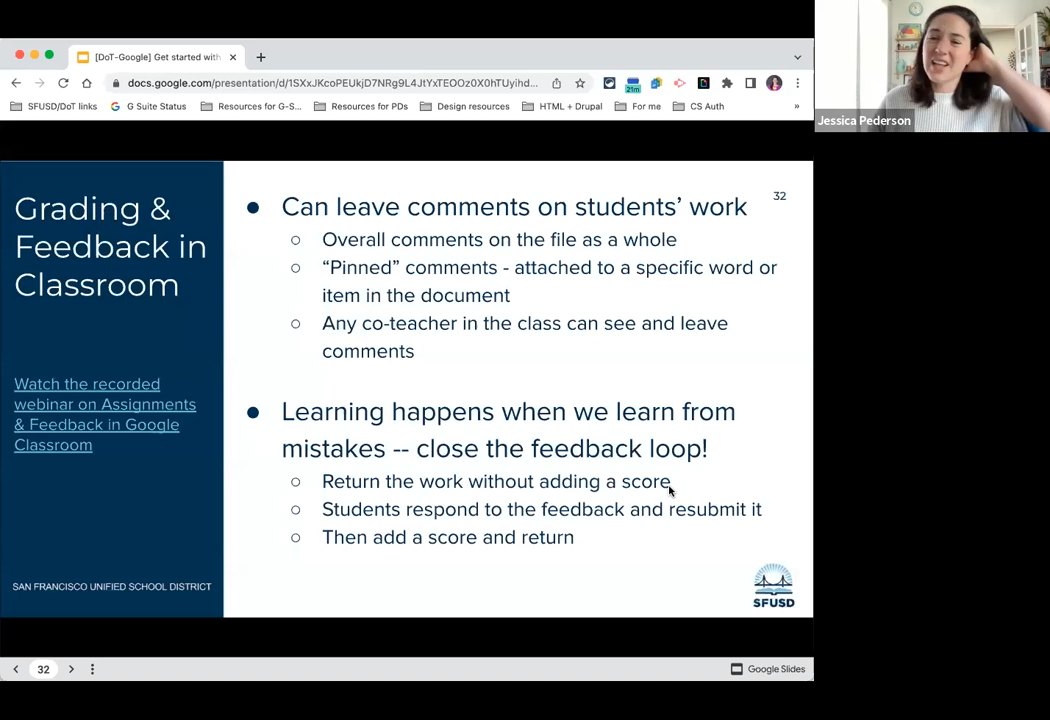 [DoT-Google] Get started with
docs.google.com/presentation/d/1SXxJKcoPEUkjD7NRg9L4JtYxTEOOz0X0hTUyihd...
21m
SFUSD/DoT links
G Suite Status
Resources for G-S...
Resources for PDs
Design resources
HTML + Drupal
For me
CS Auth
»
Jessica Pederson
Grading &
Feedback in
Classroom
Watch the recorded
webinar on Assignments
& Feedback in Google
Classroom
SAN FRANCISCO UNIFIED SCHOOL DISTRICT
32
● Can leave comments on students’ work
○ Overall comments on the file as a whole
○ “Pinned” comments - attached to a specific word or
item in the document
○ Any co-teacher in the class can see and leave
comments
● Learning happens when we learn from
mistakes -- close the feedback loop!
○ Return the work without adding a score
○ Students respond to the feedback and resubmit it
○ Then add a score and return
SFUSD
32
Google Slides